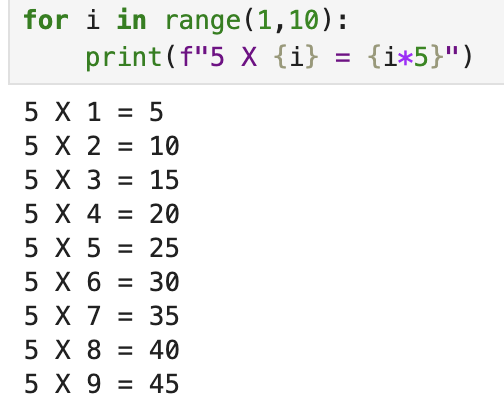 for i in range(1,10):
    print(f"5 X {i} = {i*5}")
5 X 1 = 5
5 X 2 = 10
5 X 3 = 15
5 X 4 = 20
5 X 5 = 25
5 X 6 = 30
5 X 7 = 35
5 X 8 = 40
5 X 9 = 45